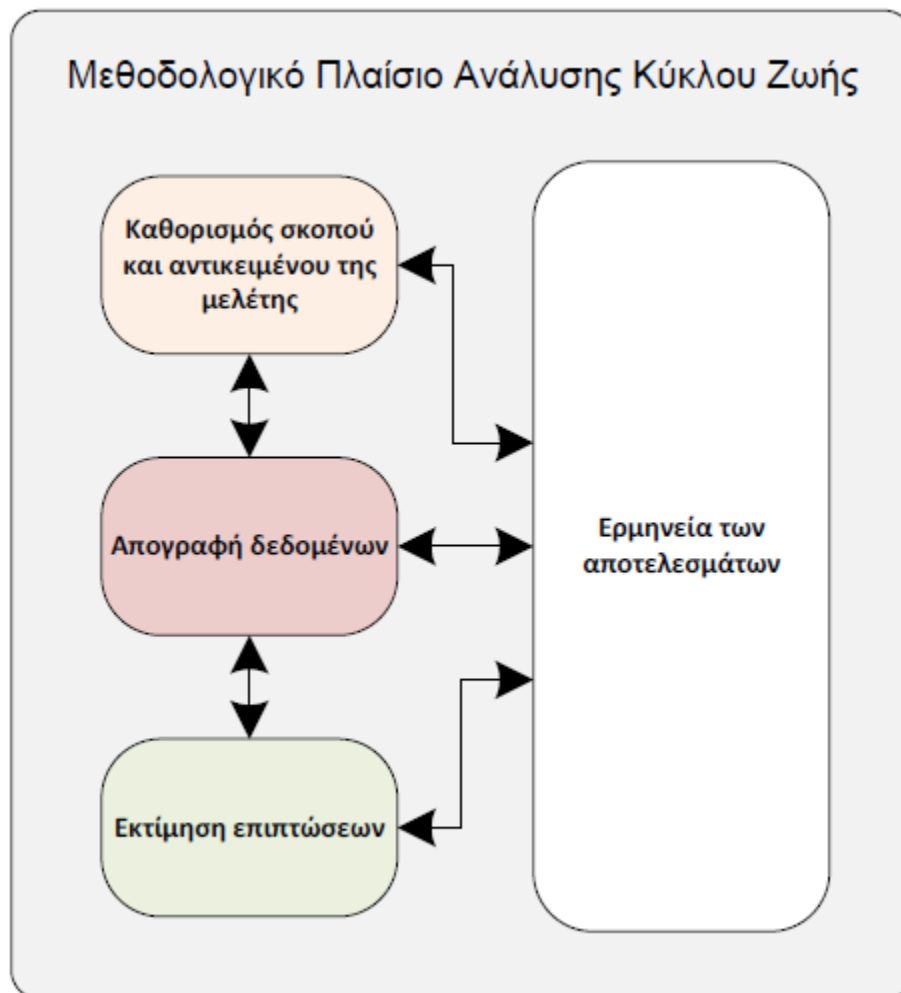 Μεθοδολογικό Πλαίσιο Ανάλυσης Κύκλου Ζωής
Καθορισμός σκοπού
και αντικειμένου της
μελέτης
Απογραφή δεδομένων
Εκτίμηση επιπτώσεων
Ερμηνεία των
αποτελεσμάτων